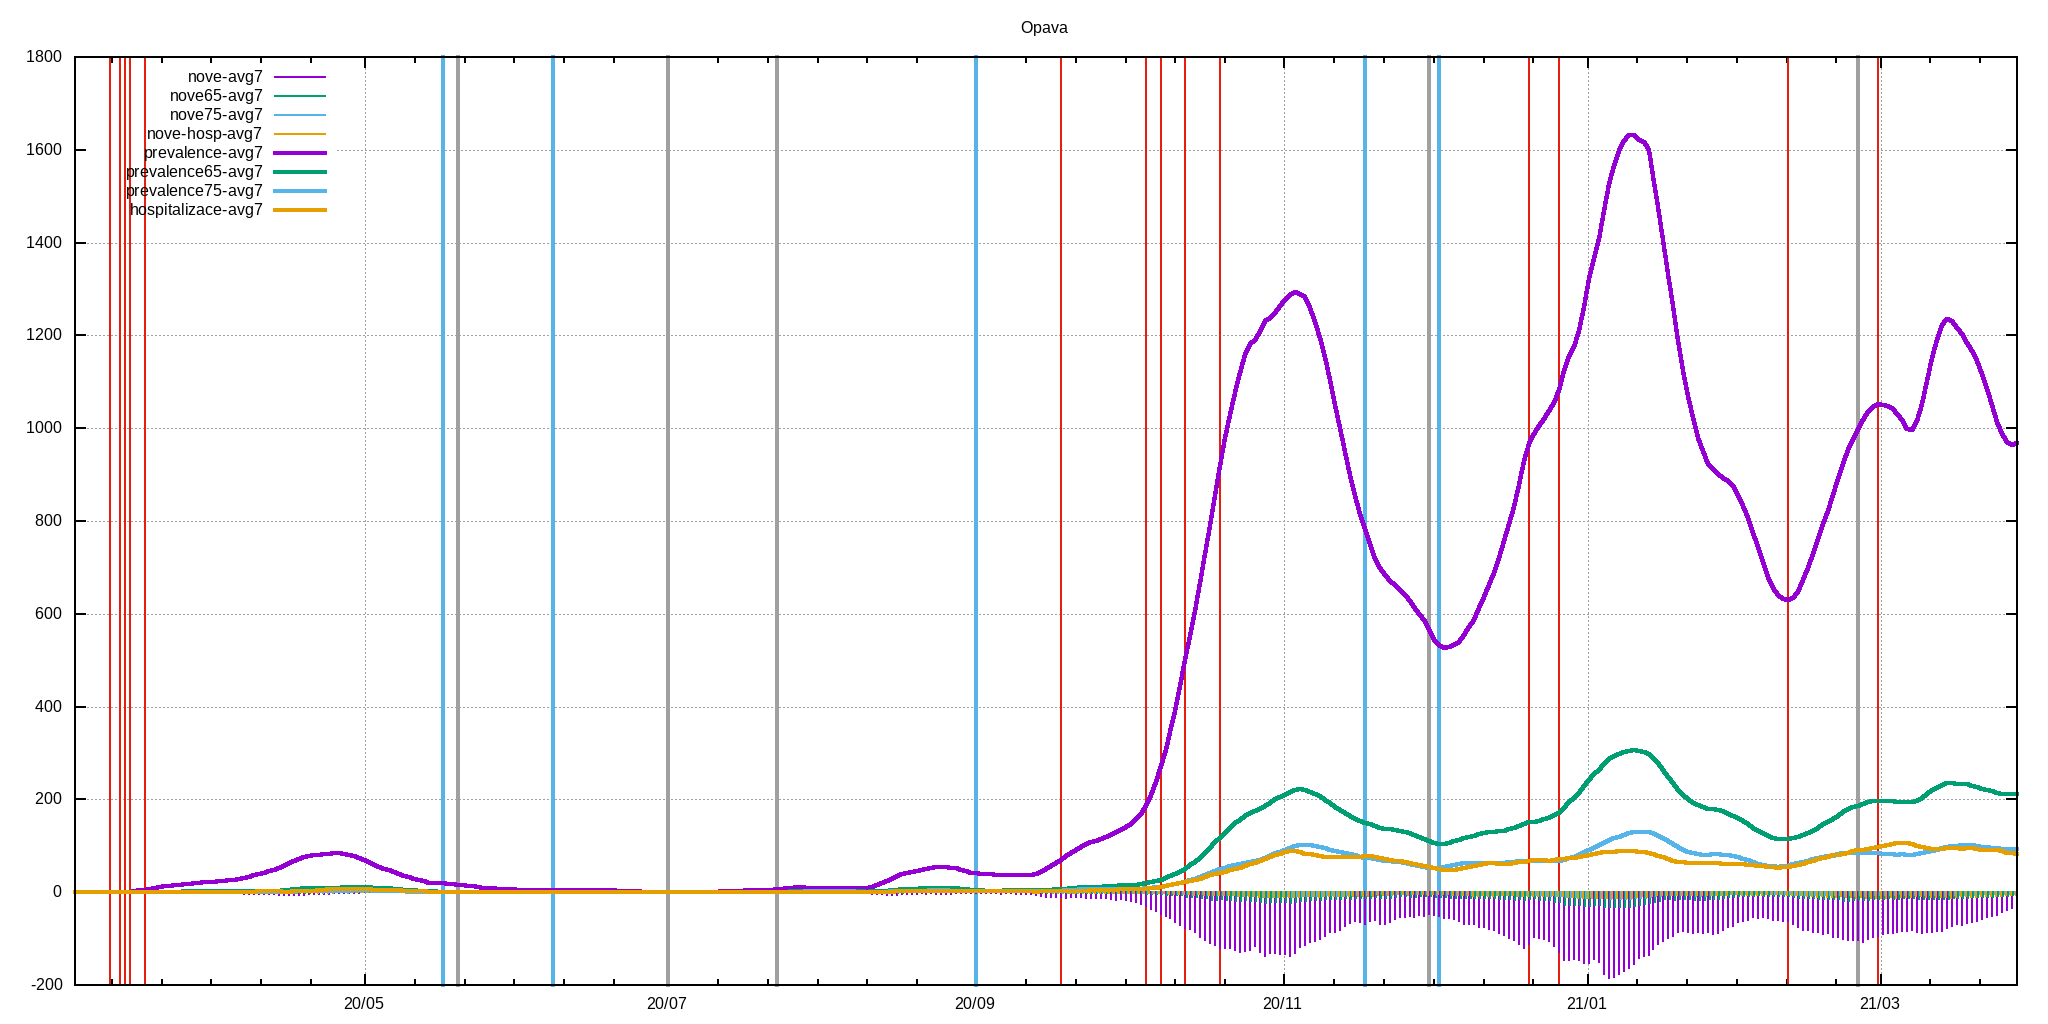 Opava
1800
1600
1400
1200
1000
800
600
400
200
0
-200
nove-avg7
nove65-avg7
nove75-avg7
nove-hosp-avg7
prevalence-avg7
prevalence65-avg7
prevalence75-avg7
hospitalizace-avg7
20/05
20/07
20/09
20/11
21/01
21/03